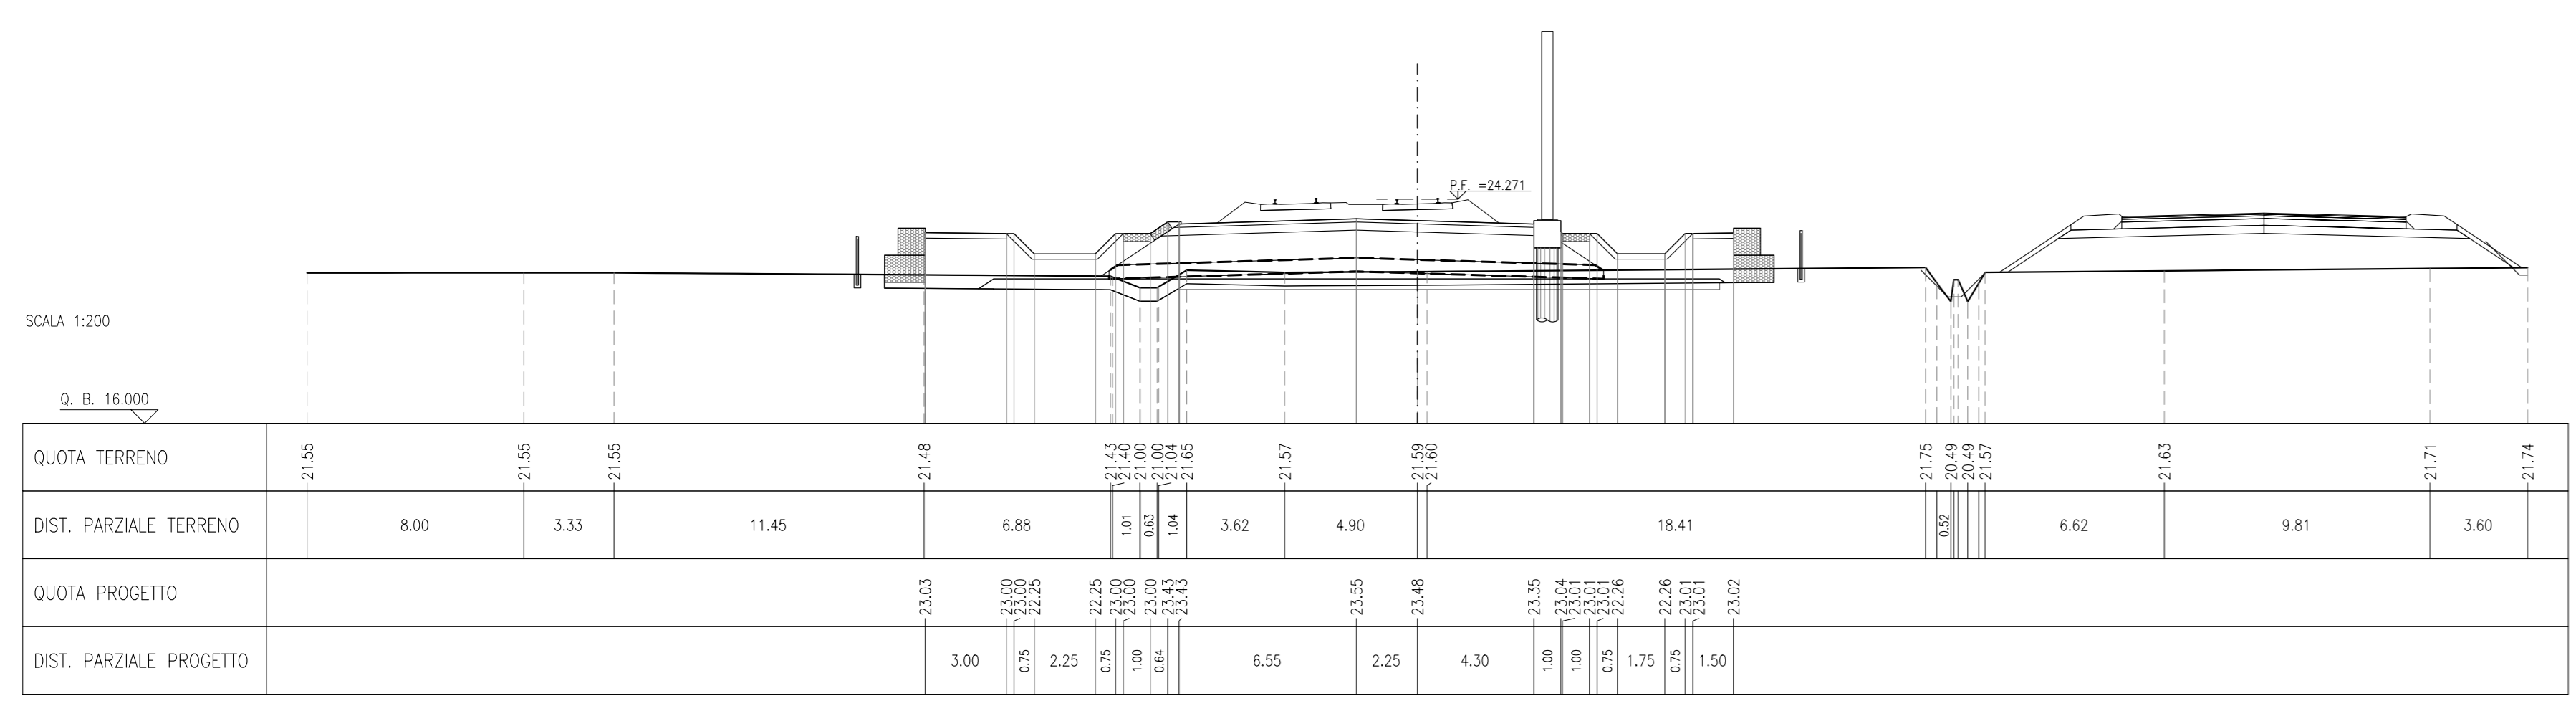 P.F. =24.271
SCALA 1:200
Q. B. 16.000
QUOTA TERRENO 21.55 21.55 21.55 21.48 21.43 21.40 21.00 21.00 21.04 21.65 21.57 21.59 21.60 21.75 20.49 20.49 21.57 21.63 21.71 21.74
DIST. PARZIALE TERRENO 8.00 3.33 11.45 6.88 1.01 0.63 1.04 3.62 4.90 18.41 0.52 6.62 9.81 3.60
QUOTA PROGETTO 23.03 23.00 23.00 22.25 22.25 23.00 23.00 23.00 23.43 23.43 23.55 23.48 23.35 23.04 23.01 23.01 23.01 22.26 22.26 23.01 23.01 23.02
DIST. PARZIALE PROGETTO 3.00 0.75 2.25 0.75 1.00 0.64 6.55 2.25 4.30 1.00 1.00 0.75 1.75 0.75 1.50